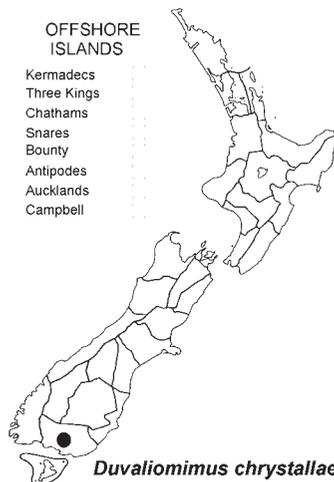 OFFSHORE
ISLANDS
Kermadecs
Three Kings
Chathams
Snares
Bounty
Antipodes
Aucklands
Campbell
Duvaliomimus chrystallae